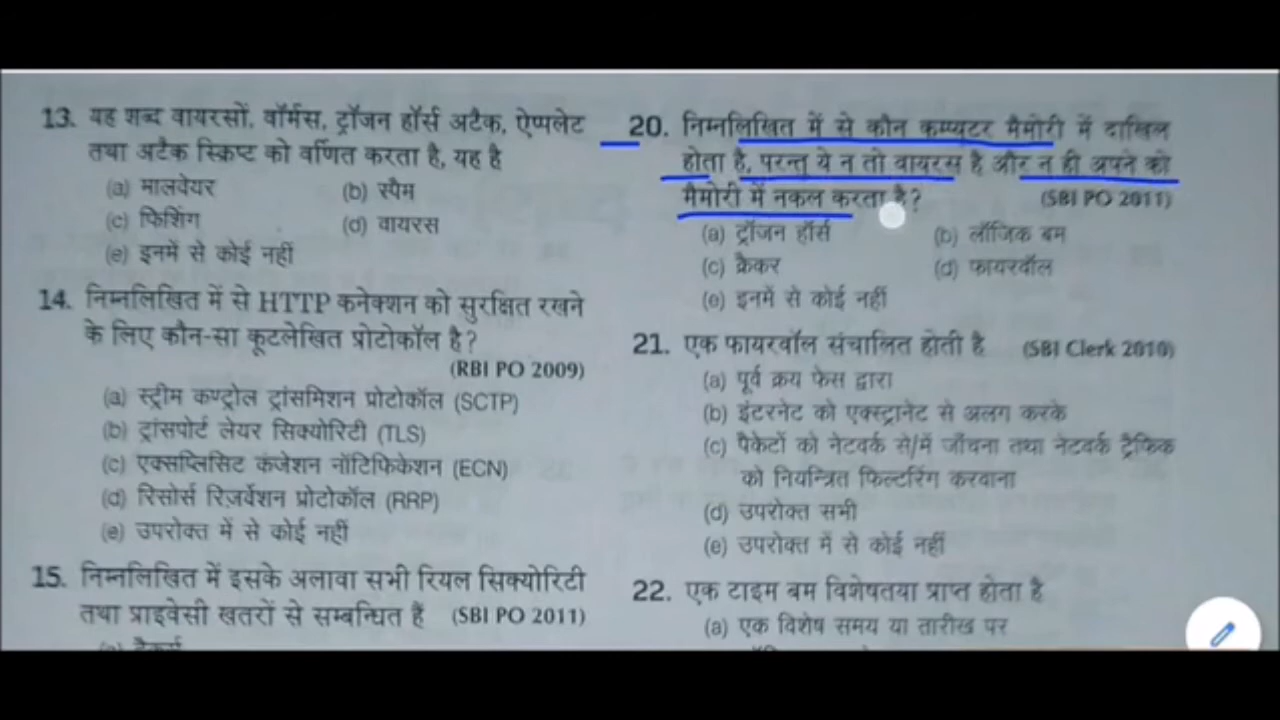 13. यह शब्द वायरसों, वॉर्मस, ट्रॉजन हॉर्स अटैक, ऐप्पलेट
तथा अटैक स्क्रिप्ट को वर्णित करता है, यह है
(a) मालवेयर (b) स्पैम
(c) फिशिंग (d) वायरस
(e) इनमें से कोई नहीं
14. निम्नलिखित में से HTTP कनेक्शन को सुरक्षित रखने
के लिए कौन-सा कूटलेखित प्रोटोकॉल है?
(RBI PO 2009)
(a) स्ट्रीम कण्ट्रोल ट्रांसमिशन प्रोटोकॉल (SCTP)
(b) ट्रांसपोर्ट लेयर सिक्योरिटी (TLS)
(c) एक्सप्लिसिट कंजेशन नॉटिफिकेशन (ECN)
(d) रिसोर्स रिज़र्वेशन प्रोटोकॉल (RRP)
(e) उपरोक्त में से कोई नहीं
15. निम्नलिखित में इसके अलावा सभी रियल सिक्योरिटी
तथा प्राइवेसी खतरों से सम्बन्धित हैं (SBI PO 2011)
20. निम्नलिखित में से कौन कम्प्यूटर मैमोरी में दाखिल
होता है, परन्तु ये न तो वायरस है और न ही अपने को
मैमोरी में नकल करता है? (SBI PO 2011)
(a) ट्रॉजन हॉर्स (b) लॉजिक बम
(c) क्रैकर (d) फायरवॉल
(e) इनमें से कोई नहीं
21. एक फायरवॉल संचालित होती है (SBI Clerk 2010)
(a) पूर्व क्रय फेस द्वारा
(b) इंटरनेट को एक्स्ट्रानेट से अलग करके
(c) पैकेटों को नेटवर्क से/में जाँचना तथा नेटवर्क ट्रैफिक
को नियन्त्रित फिल्टरिंग करवाना
(d) उपरोक्त सभी
(e) उपरोक्त में से कोई नहीं
22. एक टाइम बम विशेषतया प्राप्त होता है
(a) एक विशेष समय या तारीख पर